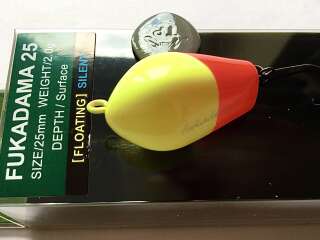 FUKADAMA 25
SIZE/25mm WEIGHT/2.0g
DEPTH / Surface
[FLOATING] SILENT